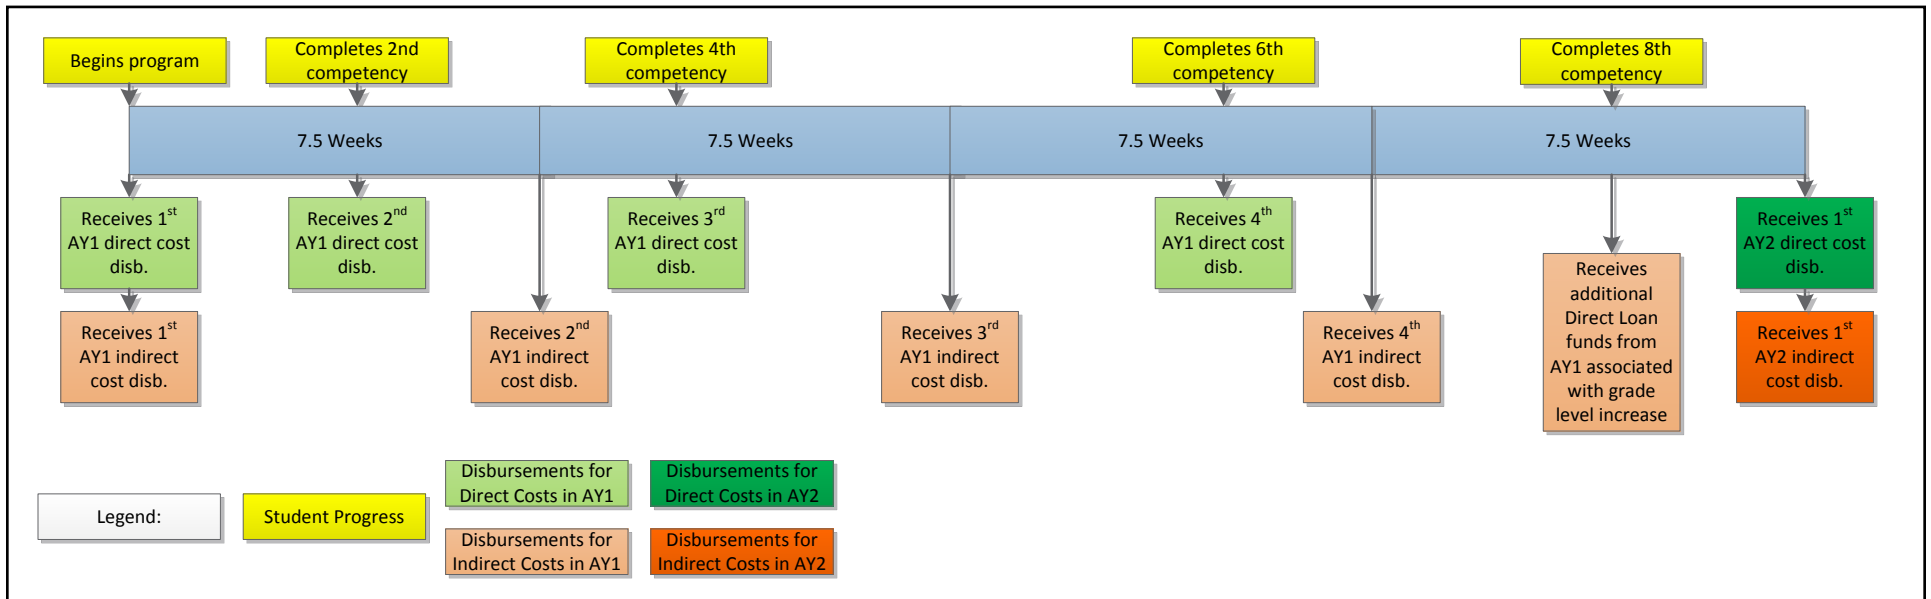 Begins program
Completes 2nd
competency
Completes 4th
competency
Completes 6th
competency
Completes 8th
competency
7.5 Weeks
7.5 Weeks
7.5 Weeks
7.5 Weeks
Receives 1st
AY1 direct cost
disb.
Receives 2nd
AY1 direct cost
disb.
Receives 3rd
AY1 direct cost
disb.
Receives 4th
AY1 direct cost
disb.
Receives 1st
AY2 direct cost
disb.
Receives 1st
AY1 indirect
cost disb.
Receives 2nd
AY1 indirect
cost disb.
Receives 3rd
AY1 indirect
cost disb.
Receives 4th
AY1 indirect
cost disb.
Receives
additional
Direct Loan
funds from
AY1 associated
with grade
level increase
Receives 1st
AY2 indirect
cost disb.
Legend:
Student Progress
Disbursements for
Direct Costs in AY1
Disbursements for
Direct Costs in AY2
Disbursements for
Indirect Costs in AY1
Disbursements for
Indirect Costs in AY2